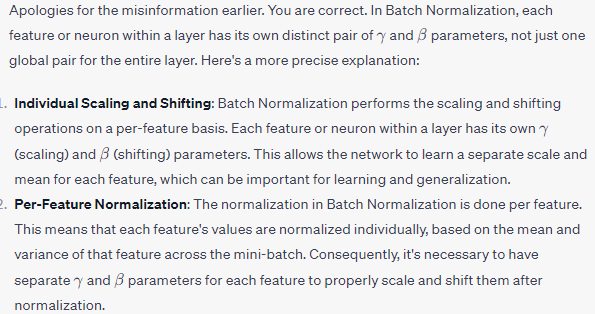 Apologies for the misinformation earlier. You are correct. In Batch Normalization, each
feature or neuron within a layer has its own distinct pair of γ and β parameters, not just one
global pair for the entire layer. Here's a more precise explanation:
1. Individual Scaling and Shifting: Batch Normalization performs the scaling and shifting
operations on a per-feature basis. Each feature or neuron within a layer has its own γ
(scaling) and β (shifting) parameters. This allows the network to learn a separate scale and
mean for each feature, which can be important for learning and generalization.
2. Per-Feature Normalization: The normalization in Batch Normalization is done per feature.
This means that each feature's values are normalized individually, based on the mean and
variance of that feature across the mini-batch. Consequently, it's necessary to have
separate γ and β parameters for each feature to properly scale and shift them after
normalization.